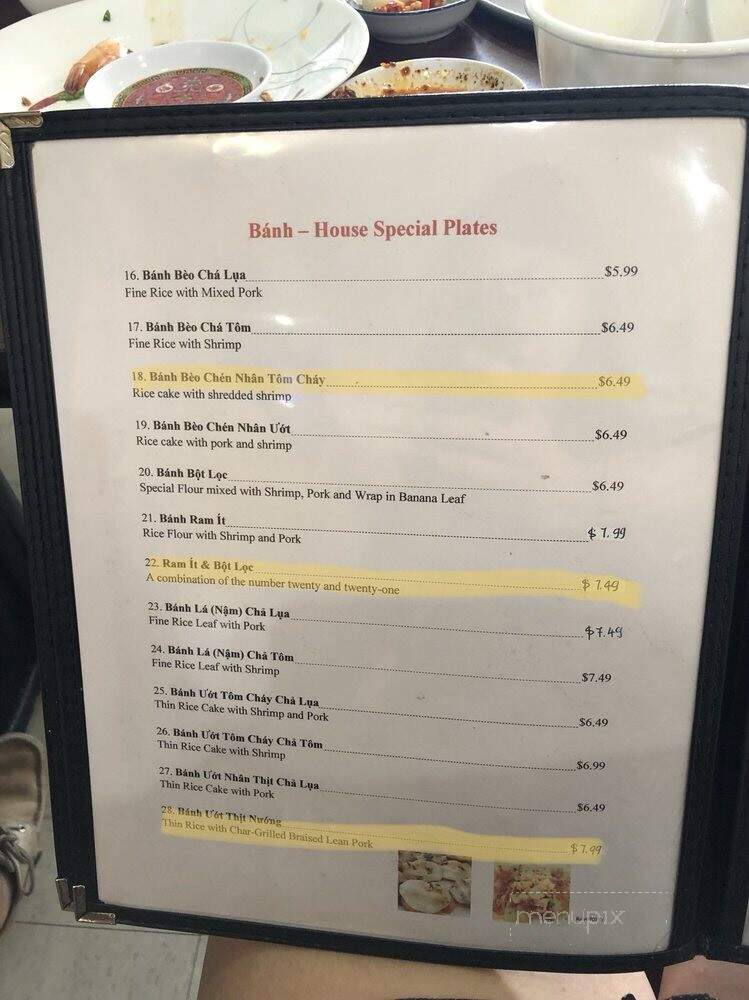 Bánh – House Special Plates
16. Bánh Bèo Chá Lụa $5.99
Fine Rice with Mixed Pork
17. Bánh Bèo Chá Tôm $6.49
Fine Rice with Shrimp
18. Bánh Bèo Chén Nhân Tôm Cháy $6.49
Rice cake with shredded shrimp
19. Bánh Bèo Chén Nhân Ướt $6.49
Rice cake with pork and shrimp
20. Bánh Bột Lọc $6.49
Special Flour mixed with Shrimp, Pork and Wrap in Banana Leaf
21. Bánh Ram Ít $7.99
Rice Flour with Shrimp and Pork
22. Ram Ít & Bột Lọc
A combination of the number twenty and twenty-one $7.49
23. Bánh Lá (Nậm) Chả Lụa $7.49
Fine Rice Leaf with Pork
24. Bánh Lá (Nậm) Chả Tôm $7.49
Fine Rice Leaf with Shrimp
25. Bánh Ướt Tôm Cháy Chả Lụa $6.49
Thin Rice Cake with Shrimp and Pork
26. Bánh Ướt Tôm Cháy Chả Tôm $6.99
Thin Rice Cake with Shrimp
27. Bánh Ướt Nhân Thịt Chả Lụa $6.49
Thin Rice Cake with Pork
28. Bánh Ướt Thịt Nướng $7.99
Thin Rice with Char-Grilled Braised Lean Pork
menupix